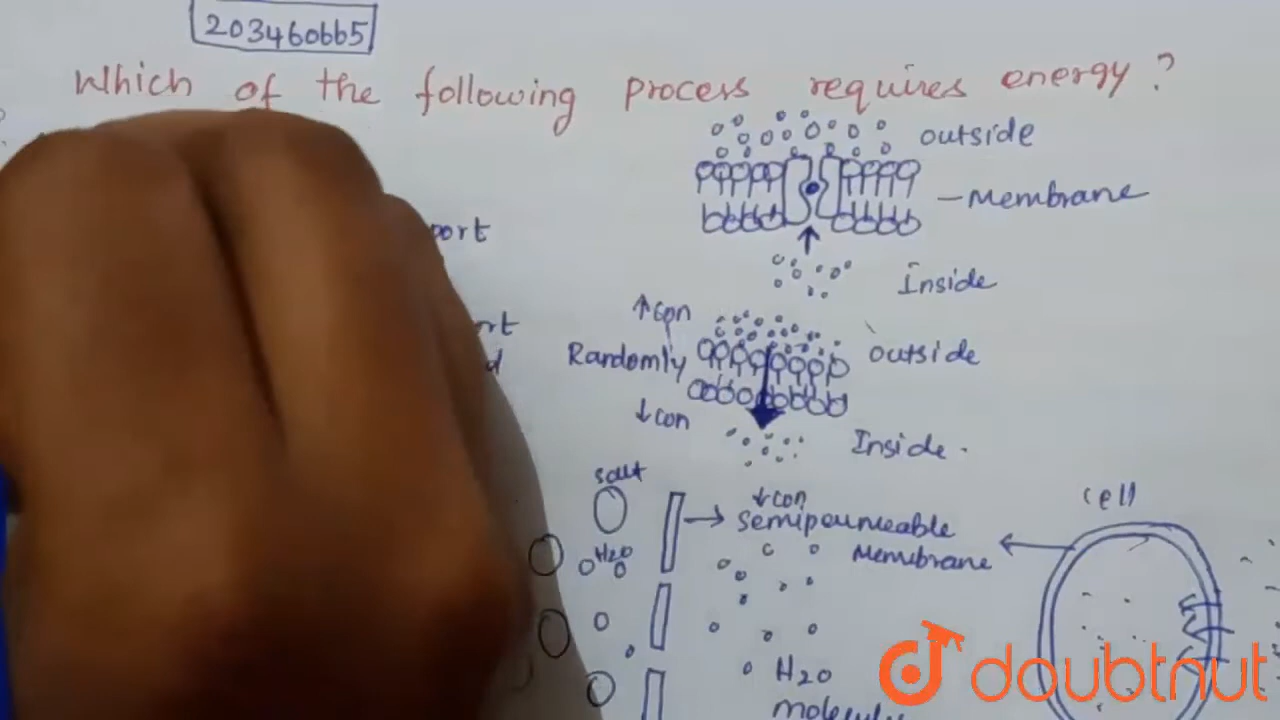 203460665
Which of the following process requires energy?
outside
Membrane
Inside
↑con
Randomly
outside
↓con
Inside.
salt
↓con
cell
semipeurmeable
Membrane
H2O
H2O
doubtnut